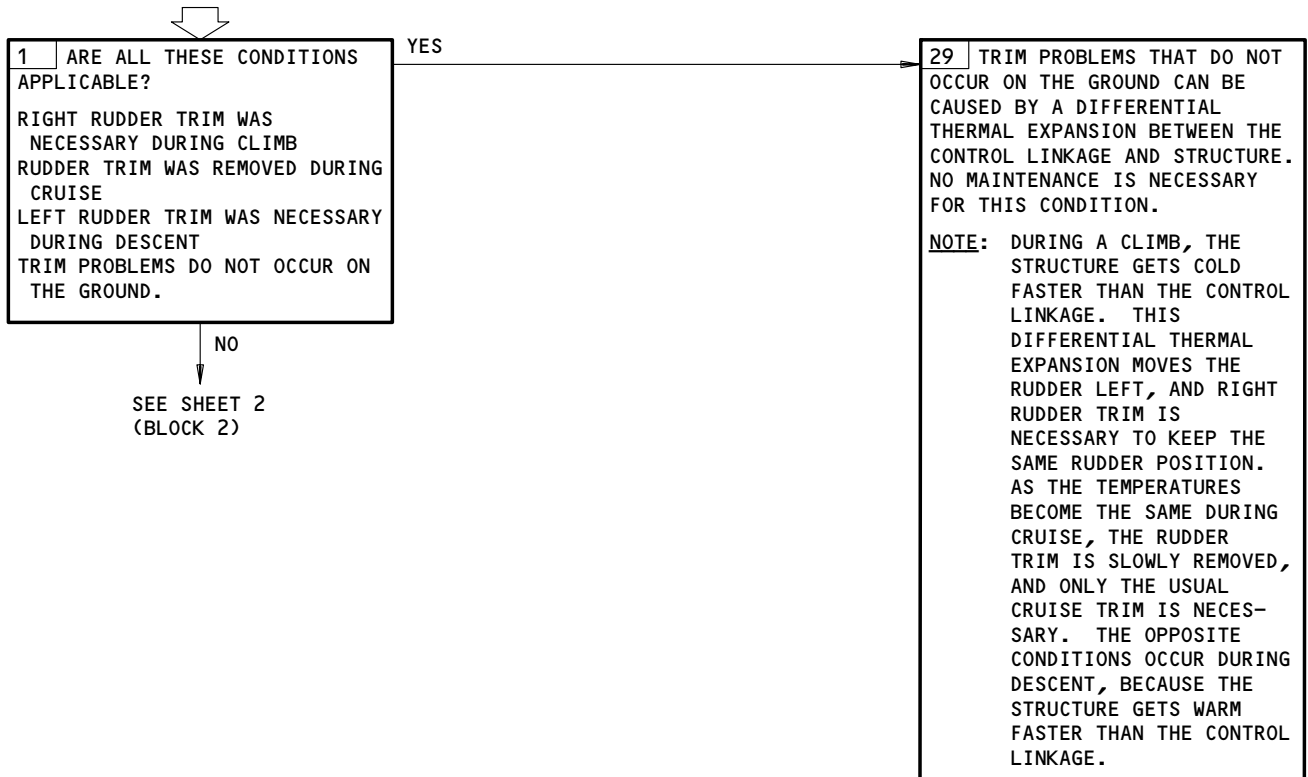 1 ARE ALL THESE CONDITIONS
APPLICABLE?
RIGHT RUDDER TRIM WAS
NECESSARY DURING CLIMB
RUDDER TRIM WAS REMOVED DURING
CRUISE
LEFT RUDDER TRIM WAS NECESSARY
DURING DESCENT
TRIM PROBLEMS DO NOT OCCUR ON
THE GROUND.
YES
NO
SEE SHEET 2
(BLOCK 2)
29 TRIM PROBLEMS THAT DO NOT
OCCUR ON THE GROUND CAN BE
CAUSED BY A DIFFERENTIAL
THERMAL EXPANSION BETWEEN THE
CONTROL LINKAGE AND STRUCTURE.
NO MAINTENANCE IS NECESSARY
FOR THIS CONDITION.
NOTE: DURING A CLIMB, THE
STRUCTURE GETS COLD
FASTER THAN THE CONTROL
LINKAGE. THIS
DIFFERENTIAL THERMAL
EXPANSION MOVES THE
RUDDER LEFT, AND RIGHT
RUDDER TRIM IS
NECESSARY TO KEEP THE
SAME RUDDER POSITION.
AS THE TEMPERATURES
BECOME THE SAME DURING
CRUISE, THE RUDDER
TRIM IS SLOWLY REMOVED,
AND ONLY THE USUAL
CRUISE TRIM IS NECES-
SARY. THE OPPOSITE
CONDITIONS OCCUR DURING
DESCENT, BECAUSE THE
STRUCTURE GETS WARM
FASTER THAN THE CONTROL
LINKAGE.